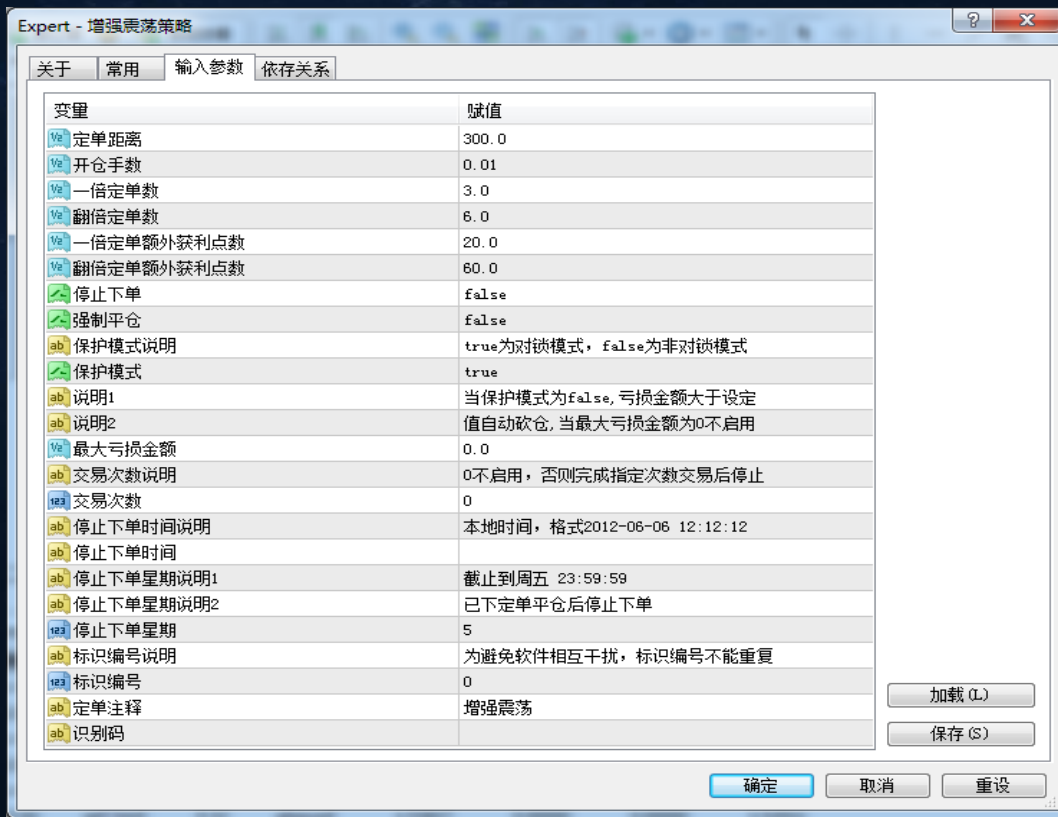 Expert - 增强震荡策略
关于 常用 输入参数 依存关系
变量 赋值
定单距离 300.0
开仓手数 0.01
一倍定单数 3.0
翻倍定单数 6.0
一倍定单额外获利点数 20.0
翻倍定单额外获利点数 60.0
停止下单 false
强制平仓 false
保护模式说明 true为对锁模式，false为非对锁模式
保护模式 true
说明1 当保护模式为false,亏损金额大于设定
说明2 值自动砍仓,当最大亏损金额为0不启用
最大亏损金额 0.0
交易次数说明 0不启用，否则完成指定次数交易后停止
交易次数 0
停止下单时间说明 本地时间，格式2012-06-06 12:12:12
停止下单时间
停止下单星期说明1 截止到周五 23:59:59
停止下单星期说明2 已下定单平仓后停止下单
停止下单星期 5
标识编号说明 为避免软件相互干扰，标识编号不能重复
标识编号 0
定单注释 增强震荡
识别码
加载(L)
保存(S)
确定 取消 重设